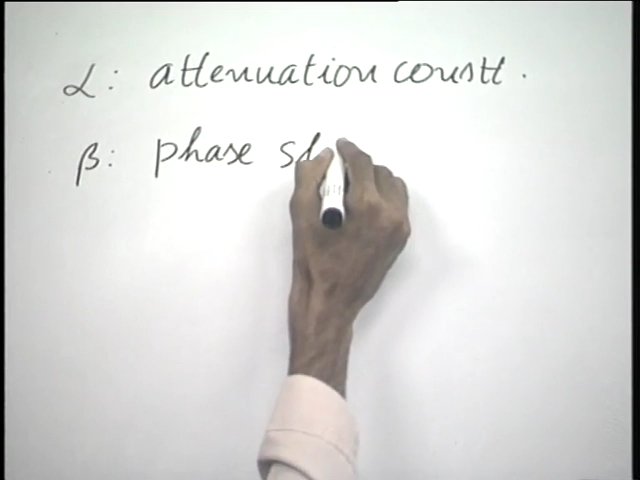 α: attenuation constt.
β: phase